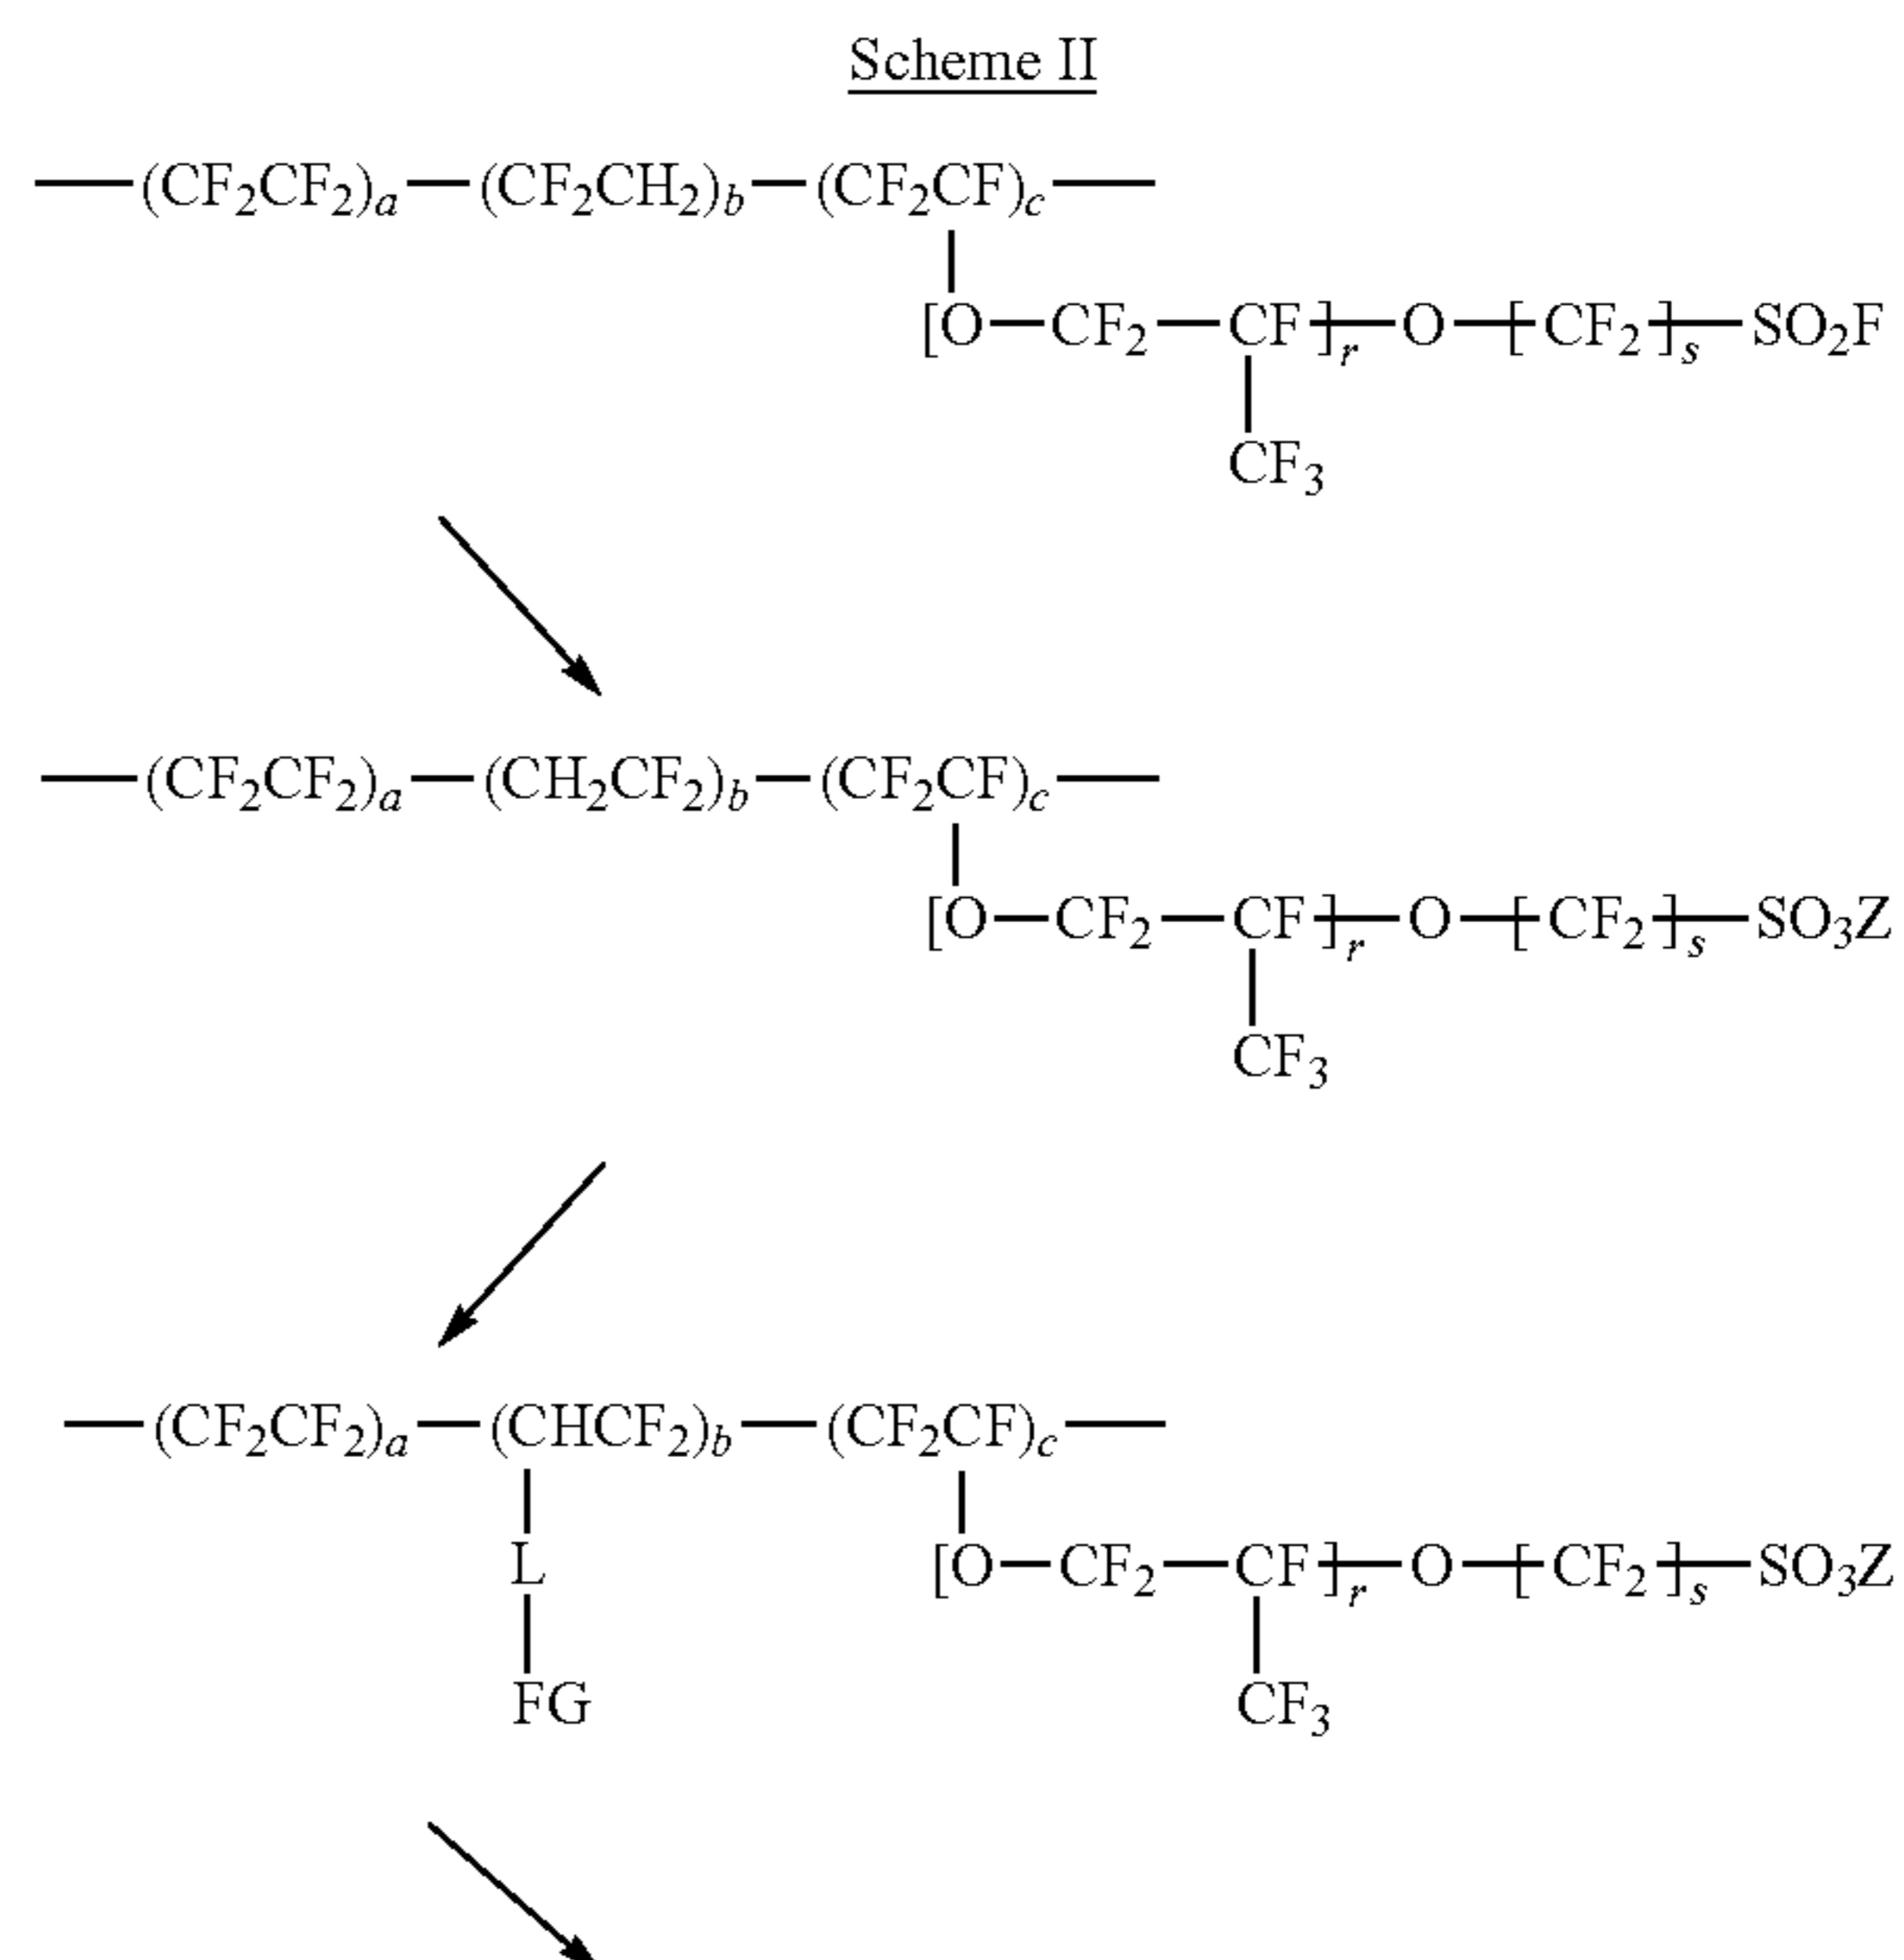 Scheme II
—(CF₂CF₂)ₐ—(CF₂CH₂)b—(CF₂CF)c—
[O—CF₂—CF]r—O—[CF₂]s—SO₂F
CF₃
—(CF₂CF₂)ₐ—(CH₂CF₂)b—(CF₂CF)c—
[O—CF₂—CF]r—O—[CF₂]s—SO₃Z
CF₃
—(CF₂CF₂)ₐ—(CHCF₂)b—(CF₂CF)c—
L
[O—CF₂—CF]r—O—[CF₂]s—SO₃Z
FG
CF₃